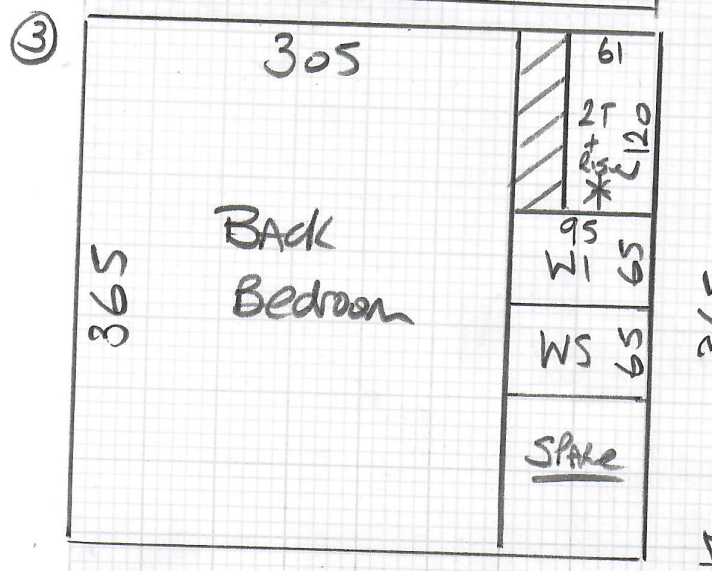 3
305
61
2T
+
Riser
120
*
BACK
Bedroom
365
95
W1
65
WS
65
SPARE